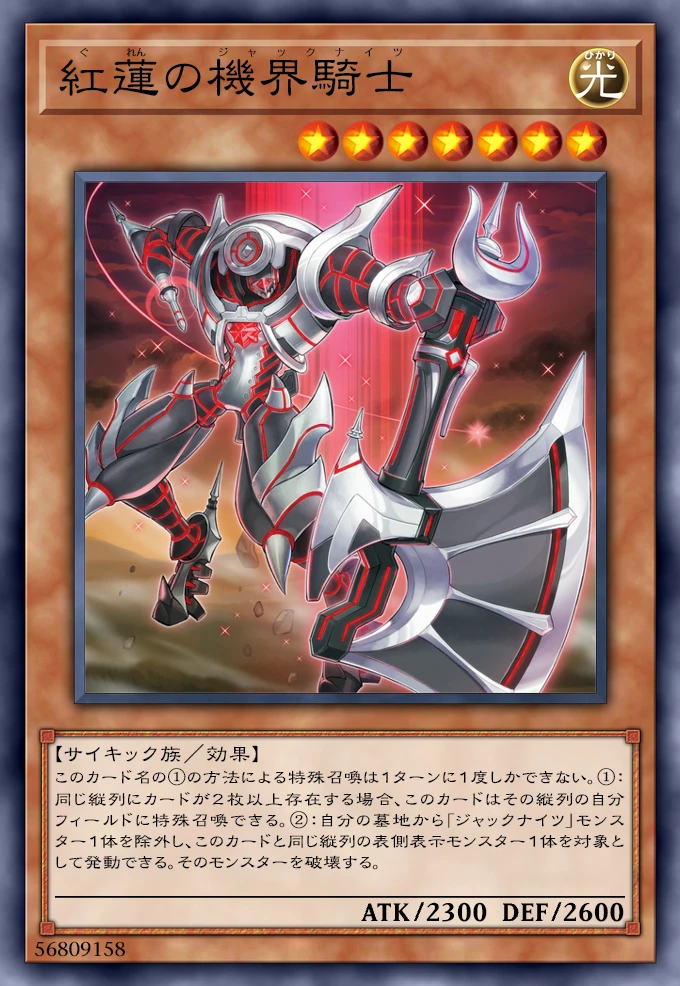 ぐれん ジャックナイツ
紅蓮の機界騎士
ひかり
光
【サイキック族／効果】
このカード名の①の方法による特殊召喚は1ターンに1度しかできない。①：
同じ縦列にカードが2枚以上存在する場合、このカードはその縦列の自分
フィールドに特殊召喚できる。②：自分の墓地から「ジャックナイツ」モンス
ター1体を除外し、このカードと同じ縦列の表側表示モンスター1体を対象と
して発動できる。そのモンスターを破壊する。
ATK/2300 DEF/2600
56809158